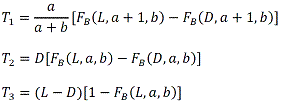 T₁ = a/(a + b) [F_B(L, a + 1, b) − F_B(D, a + 1, b)]
T₂ = D[F_B(L, a, b) − F_B(D, a, b)]
T₃ = (L − D)[1 − F_B(L, a, b)]